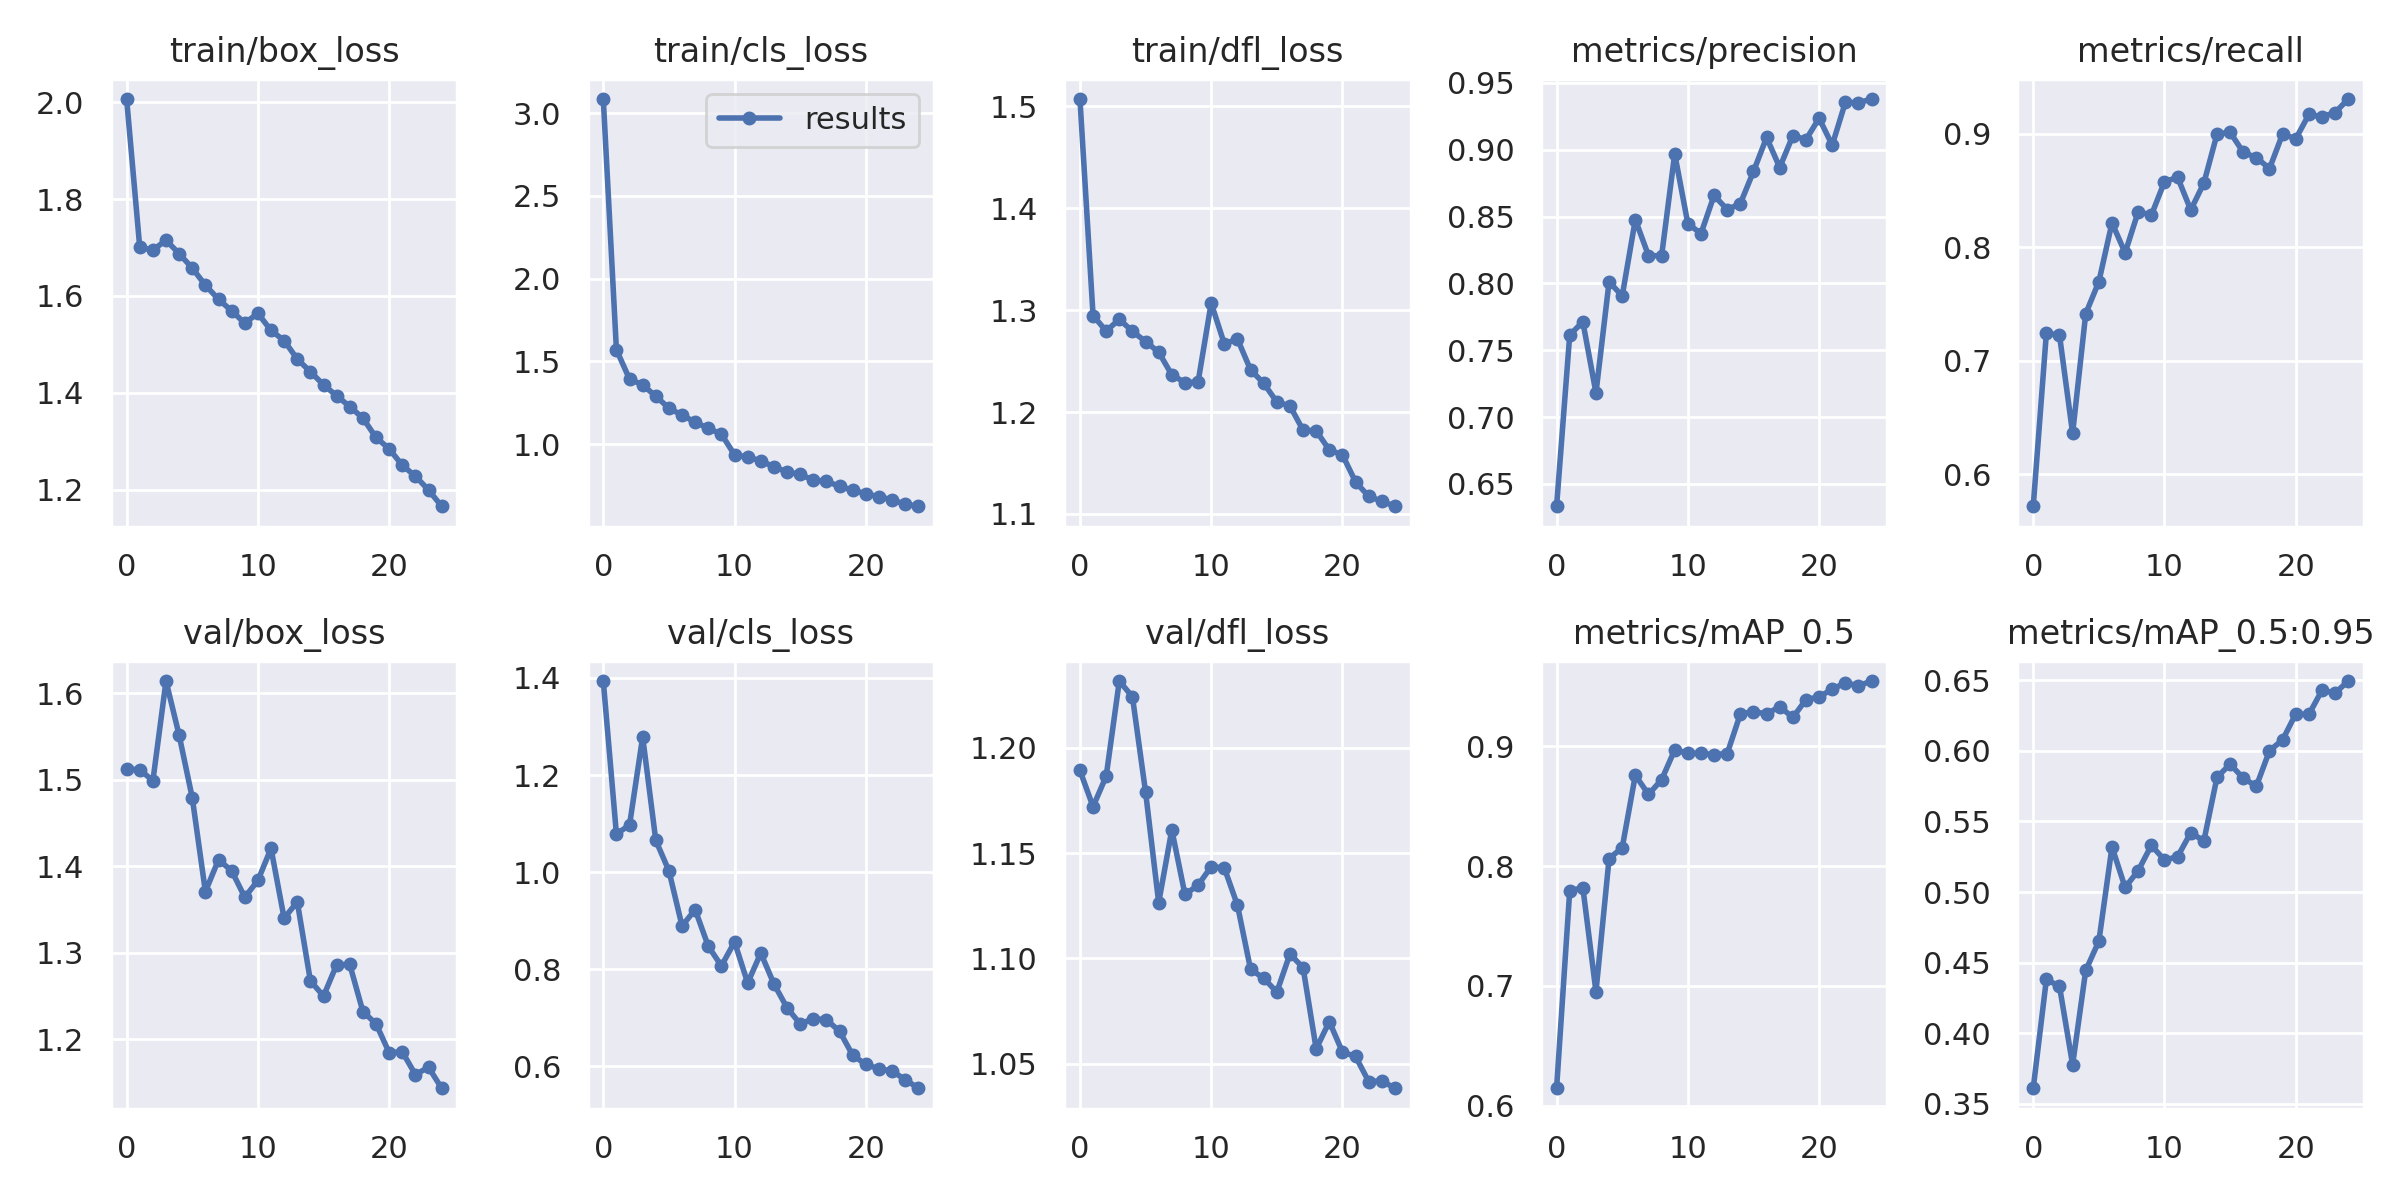 train/box_loss
2.0
1.8
1.6
1.4
1.2
0 10 20
train/cls_loss
results
3.0
2.5
2.0
1.5
1.0
0 10 20
train/dfl_loss
1.5
1.4
1.3
1.2
1.1
0 10 20
metrics/precision
0.95
0.90
0.85
0.80
0.75
0.70
0.65
0 10 20
metrics/recall
0.9
0.8
0.7
0.6
0 10 20
val/box_loss
1.6
1.5
1.4
1.3
1.2
0 10 20
val/cls_loss
1.4
1.2
1.0
0.8
0.6
0 10 20
val/dfl_loss
1.20
1.15
1.10
1.05
0 10 20
metrics/mAP_0.5
0.9
0.8
0.7
0.6
0 10 20
metrics/mAP_0.5:0.95
0.65
0.60
0.55
0.50
0.45
0.40
0.35
0 10 20